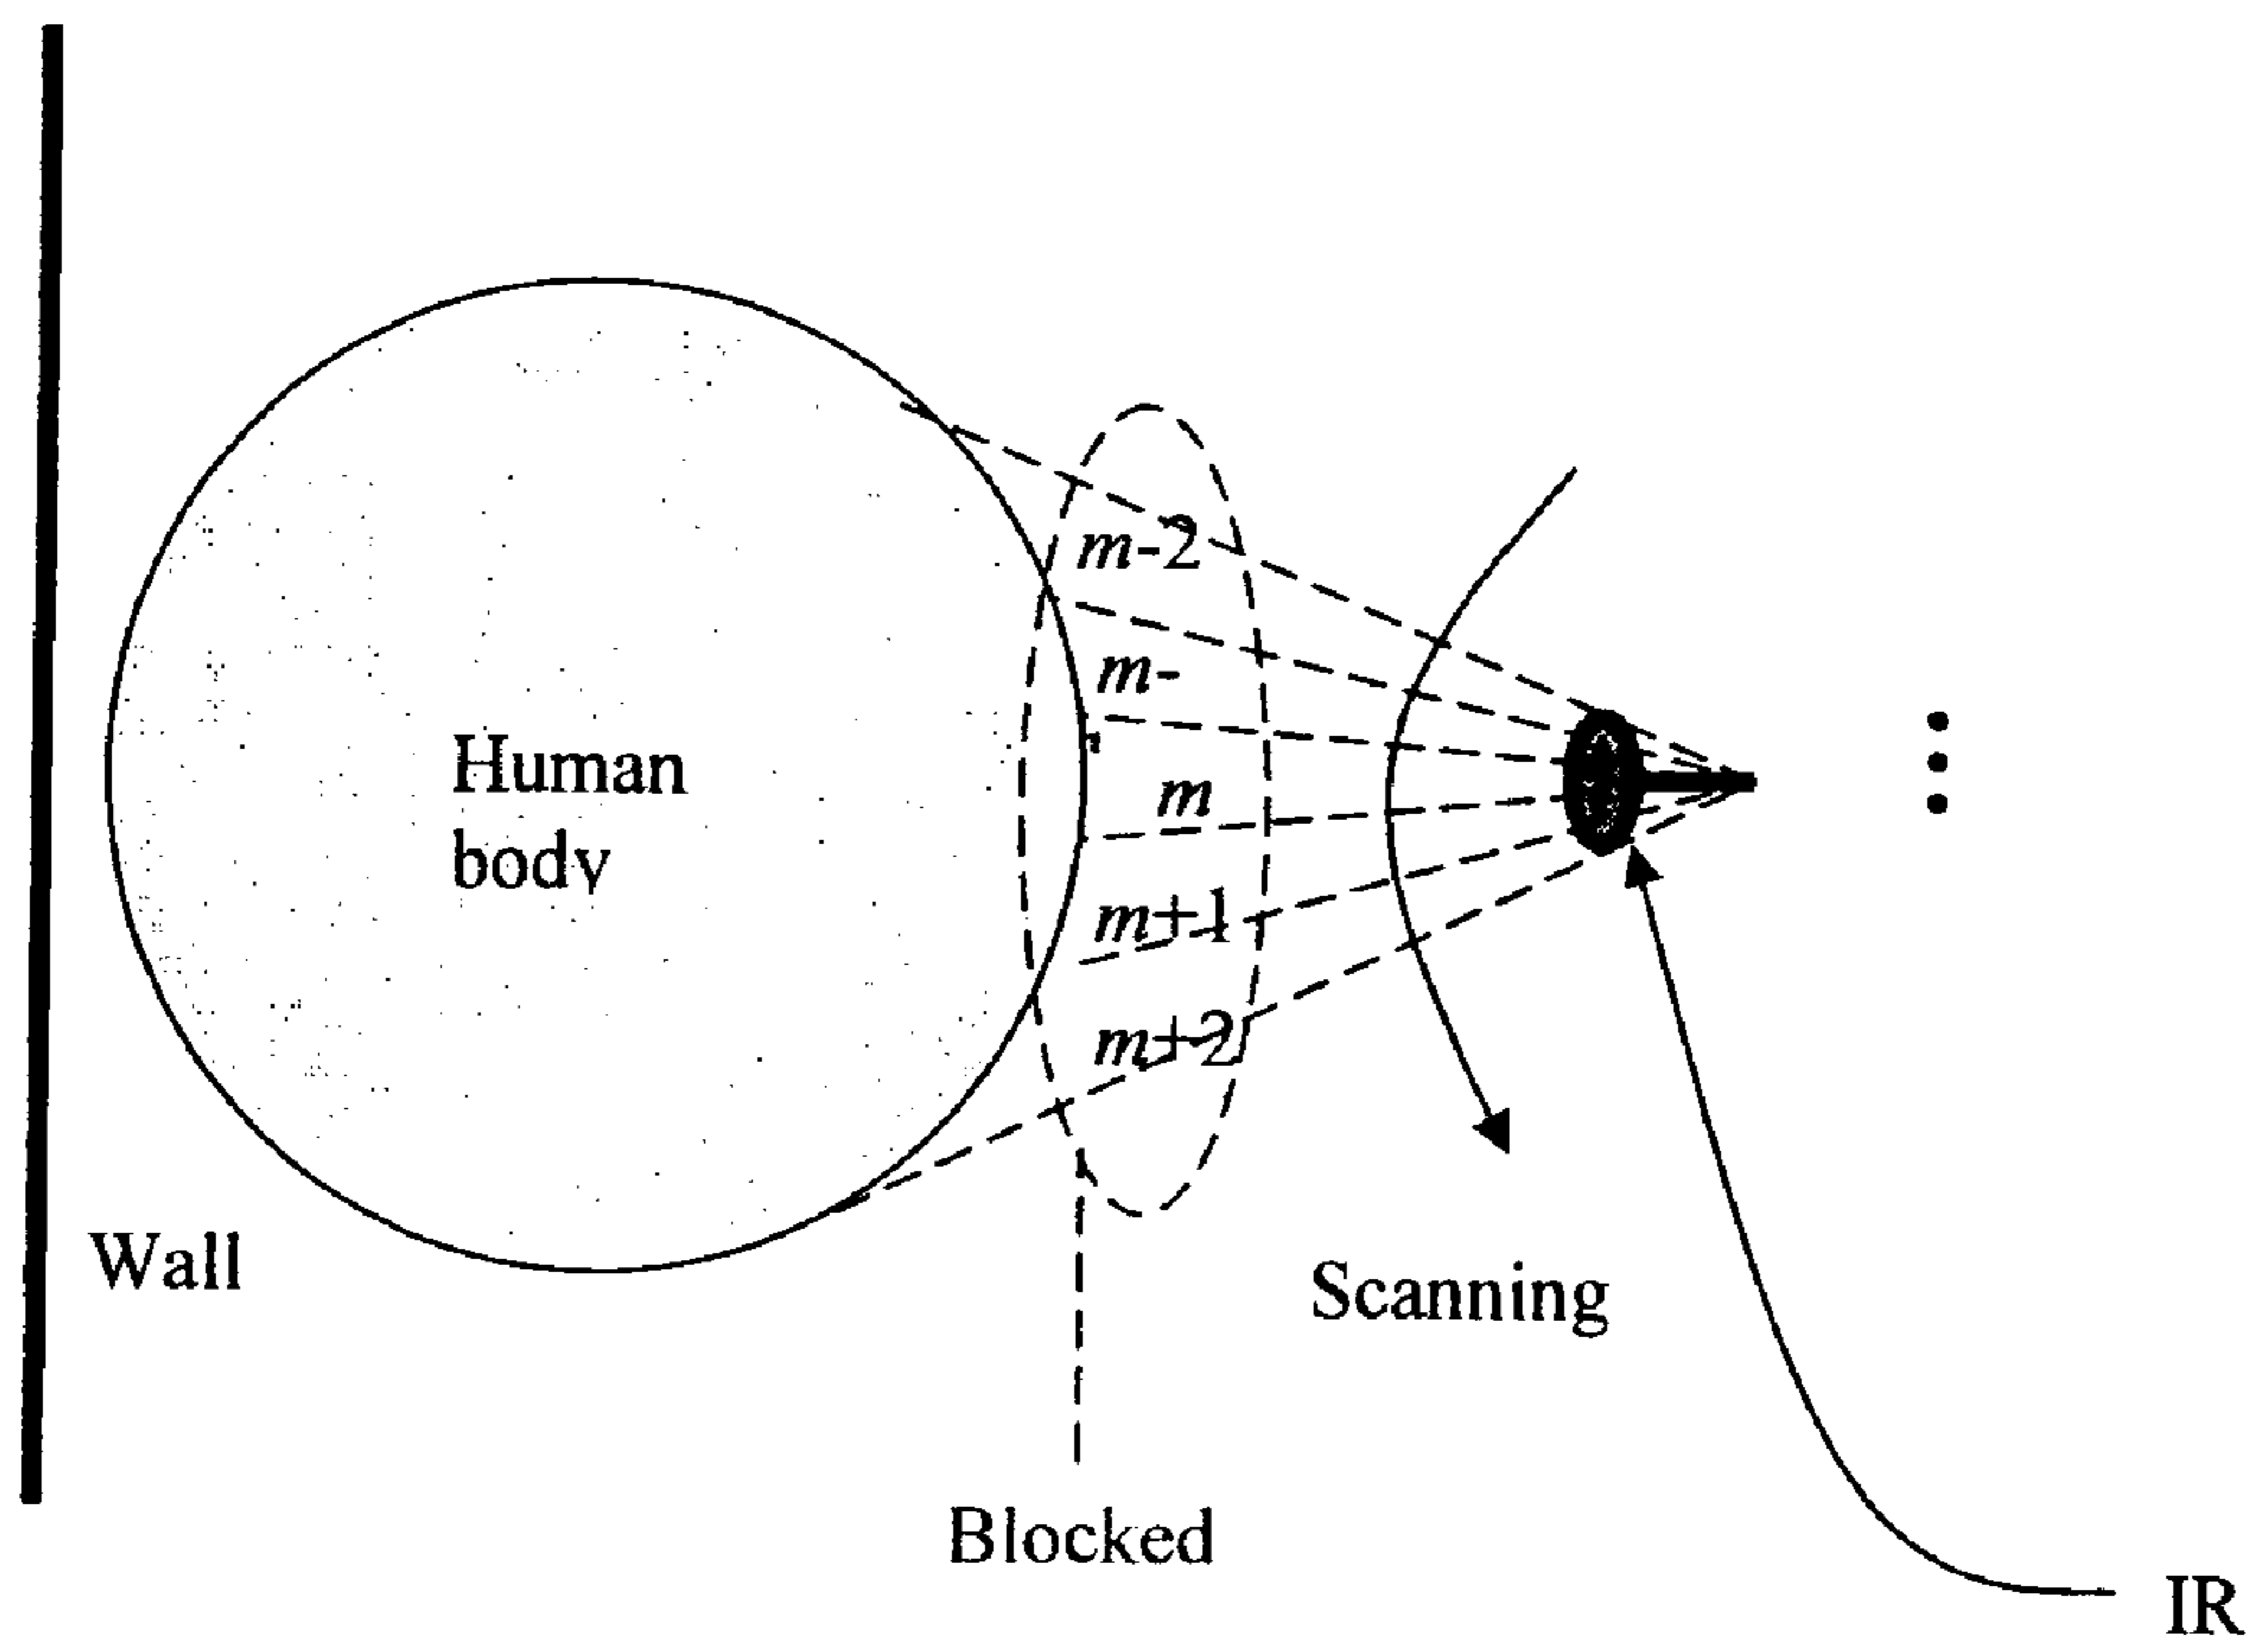 m-2
m-
m
m+1
m+2
Human
body
Wall
Scanning
Blocked
IR